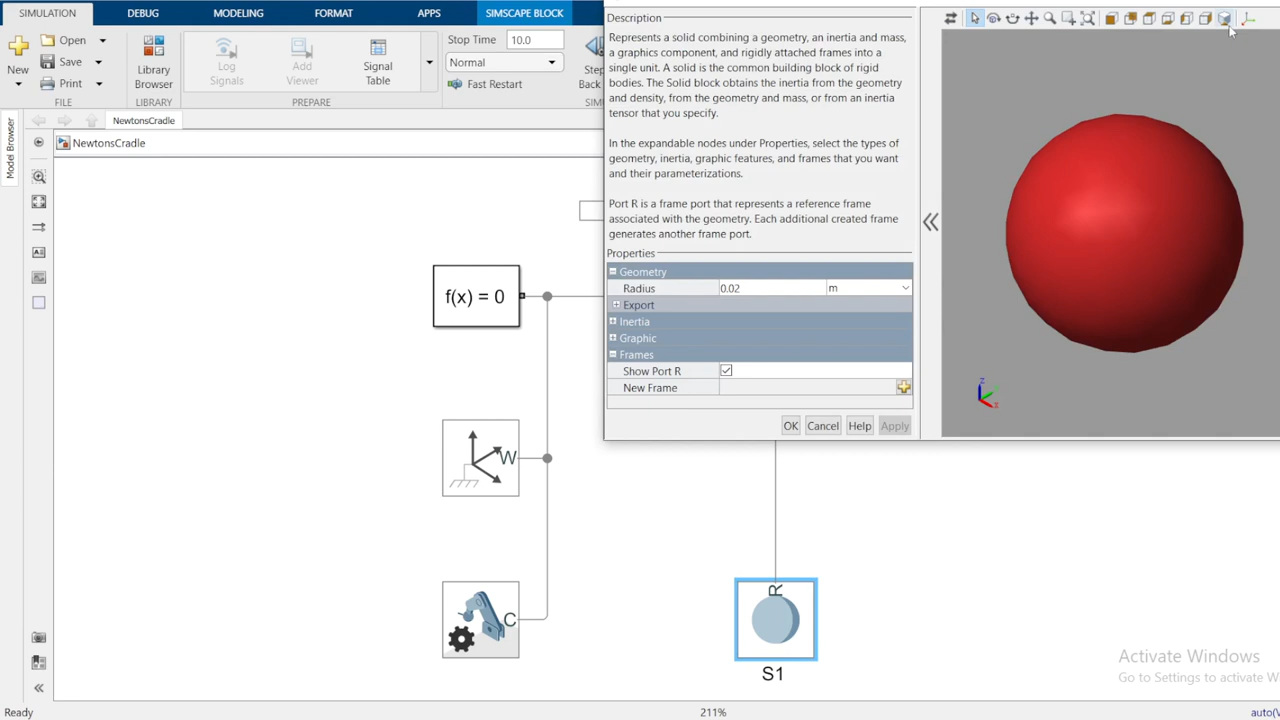 SIMULATION
DEBUG
MODELING
FORMAT
APPS
SIMSCAPE BLOCK
New
Open
Save
Print
FILE
Library
Browser
LIBRARY
Log
Signals
Add
Viewer
Signal
Table
PREPARE
Stop Time 10.0
Normal
Fast Restart
Step
Back
SIMU
NewtonsCradle
Model Browser
NewtonsCradle
f(x) = 0
W
C
R
S1
Description
Represents a solid combining a geometry, an inertia and mass,
a graphics component, and rigidly attached frames into a
single unit. A solid is the common building block of rigid
bodies. The Solid block obtains the inertia from the geometry
and density, from the geometry and mass, or from an inertia
tensor that you specify.
In the expandable nodes under Properties, select the types of
geometry, inertia, graphic features, and frames that you want
and their parameterizations.
Port R is a frame port that represents a reference frame
associated with the geometry. Each additional created frame
generates another frame port.
Properties
Geometry
Radius 0.02 m
Export
Inertia
Graphic
Frames
Show Port R
New Frame
OK Cancel Help Apply
z
x
Activate Windows
Go to Settings to activate W
Ready
211%
auto(V